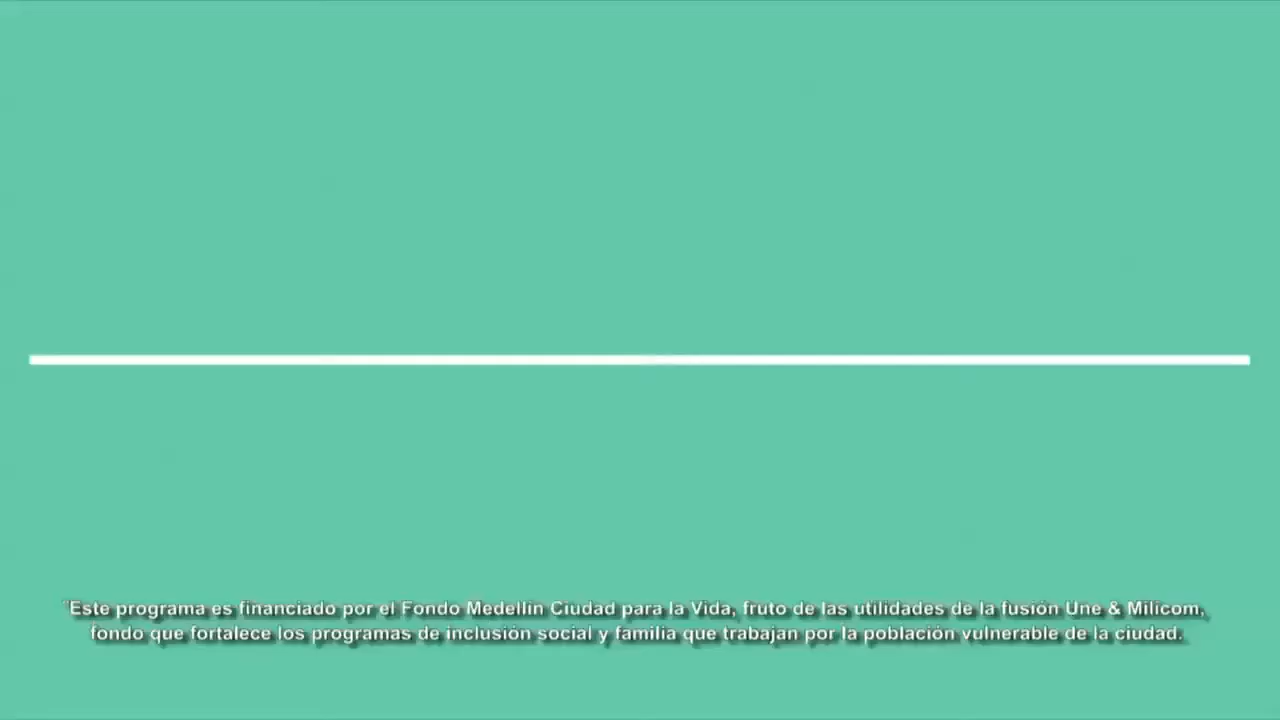 "Este programa es financiado por el Fondo Medellín Ciudad para la Vida, fruto de las utilidades de la fusión Une & Milicom,
fondo que fortalece los programas de inclusión social y familia que trabajan por la población vulnerable de la ciudad.